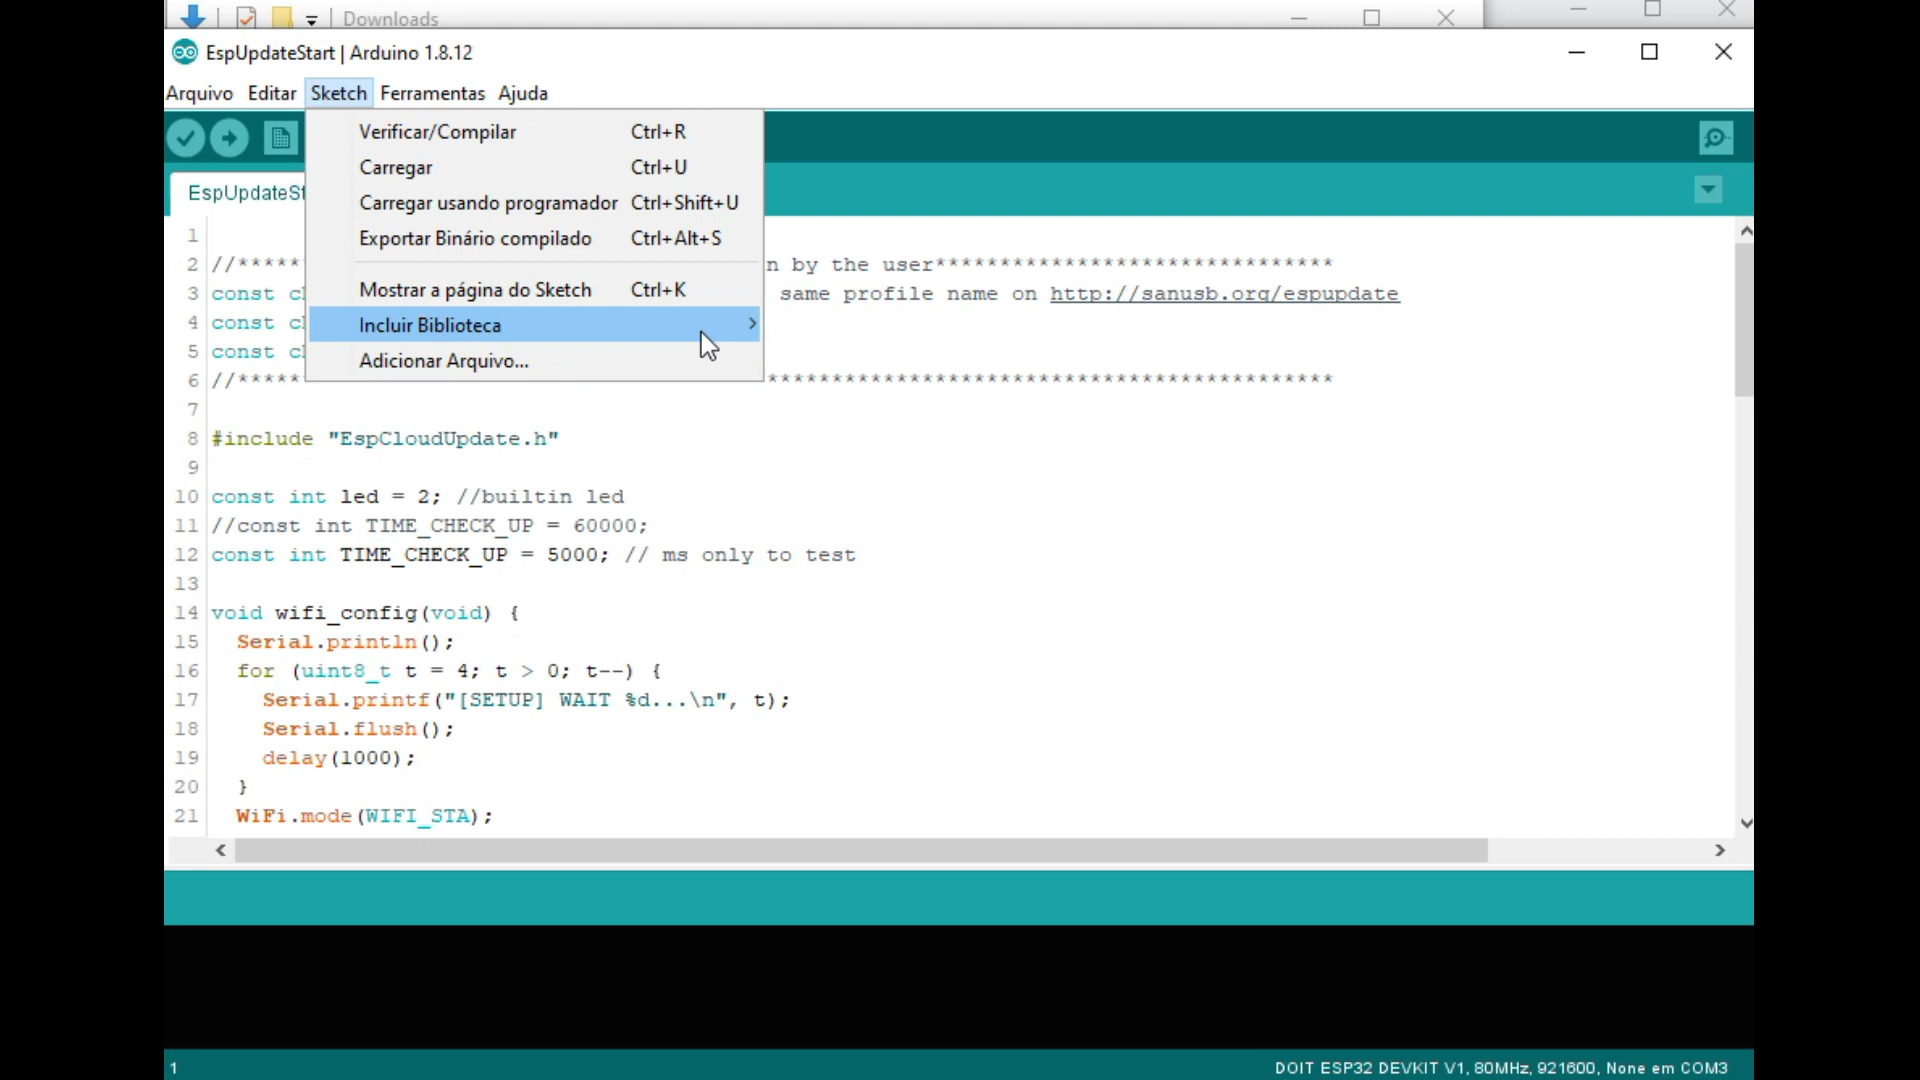 Downloads
EspUpdateStart | Arduino 1.8.12
Arquivo Editar Sketch Ferramentas Ajuda
Verificar/Compilar Ctrl+R
Carregar Ctrl+U
Carregar usando programador Ctrl+Shift+U
Exportar Binário compilado Ctrl+Alt+S
Mostrar a página do Sketch Ctrl+K
Incluir Biblioteca
Adicionar Arquivo...
EspUpdateSt
1
2 //***** n by the user*******************************
3 const c same profile name on http://sanusb.org/espupdate
4 const c
5 const c
6 //***** ********************************************
7
8 #include "EspCloudUpdate.h"
9
10 const int led = 2; //builtin led
11 //const int TIME_CHECK_UP = 60000;
12 const int TIME_CHECK_UP = 5000; // ms only to test
13
14 void wifi_config(void) {
15 Serial.println();
16 for (uint8_t t = 4; t > 0; t--) {
17 Serial.printf("[SETUP] WAIT %d...\n", t);
18 Serial.flush();
19 delay(1000);
20 }
21 WiFi.mode(WIFI_STA);
1 DOIT ESP32 DEVKIT V1, 80MHz, 921600, None em COM3